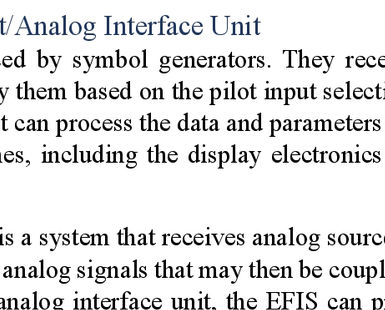 t/Analog Interface Unit
ed by symbol generators. They rece
y them based on the pilot input selecti
t can process the data and parameters
nes, including the display electronics
is a system that receives analog source
analog signals that may then be coupl
analog interface unit, the EFIS can p